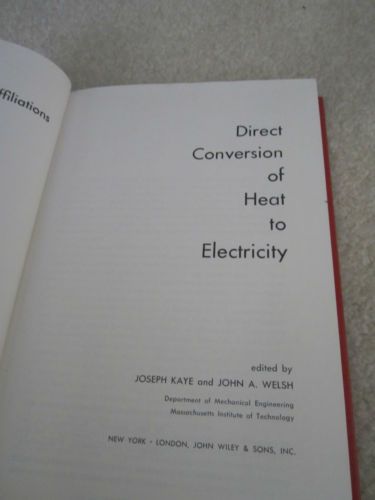 ffiliations
Direct
Conversion
of
Heat
to
Electricity
edited by
JOSEPH KAYE and JOHN A. WELSH
Department of Mechanical Engineering
Massachusetts Institute of Technology
NEW YORK · LONDON, JOHN WILEY & SONS, INC.